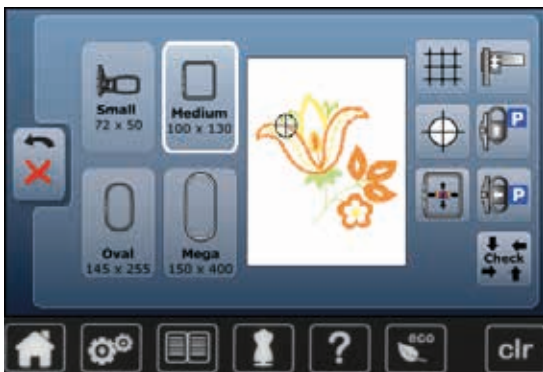 Small
72 x 50
Medium
100 x 130
P
Oval
145 x 255
Mega
150 x 400
P
Check
?
eco
clr